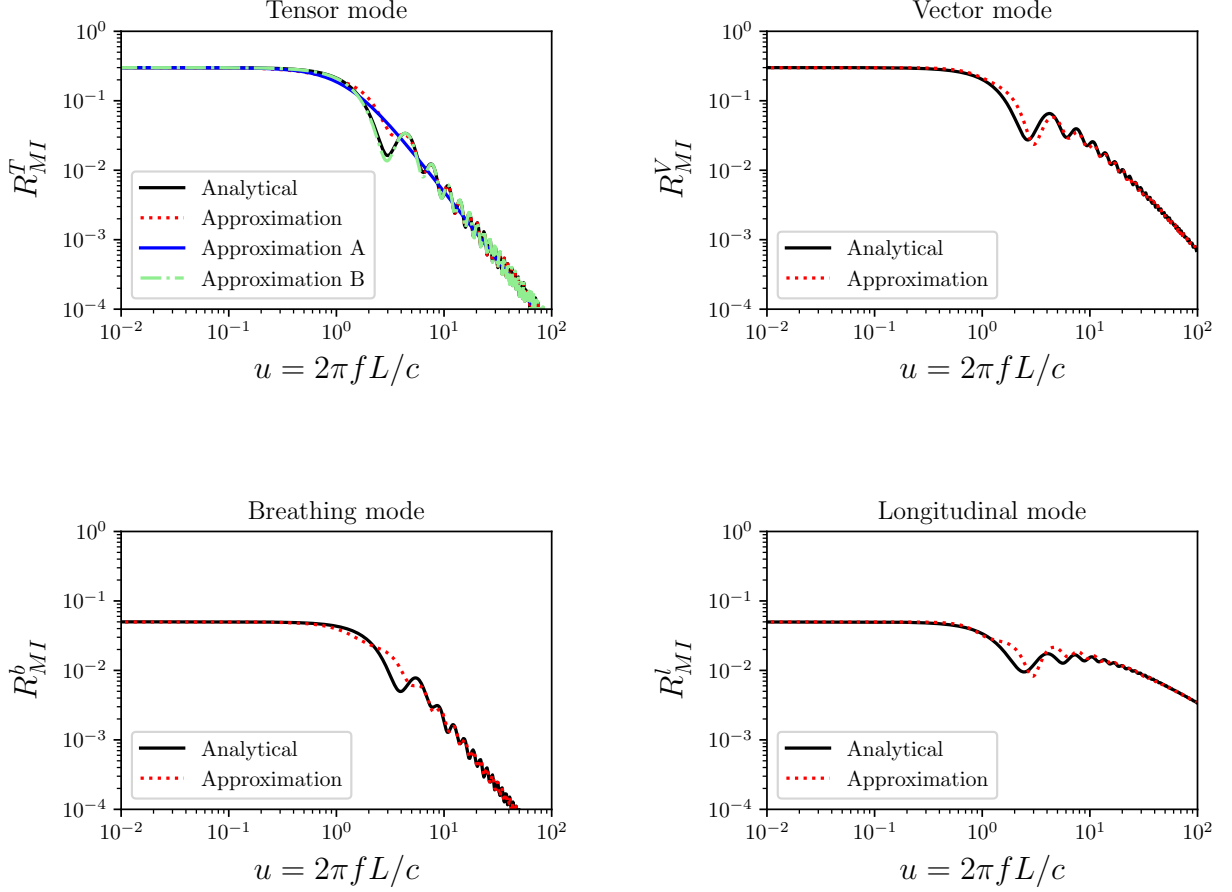 Tensor mode
10^0
10^{-1}
10^{-2}
10^{-3}
10^{-4}
R^T_{MI}
Analytical
Approximation
Approximation A
Approximation B
10^{-2} 10^{-1} 10^0 10^1 10^2
u = 2πfL/c
Vector mode
10^0
10^{-1}
10^{-2}
10^{-3}
10^{-4}
R^V_{MI}
Analytical
Approximation
10^{-2} 10^{-1} 10^0 10^1 10^2
u = 2πfL/c
Breathing mode
10^0
10^{-1}
10^{-2}
10^{-3}
10^{-4}
R^b_{MI}
Analytical
Approximation
10^{-2} 10^{-1} 10^0 10^1 10^2
u = 2πfL/c
Longitudinal mode
10^0
10^{-1}
10^{-2}
10^{-3}
10^{-4}
R^l_{MI}
Analytical
Approximation
10^{-2} 10^{-1} 10^0 10^1 10^2
u = 2πfL/c